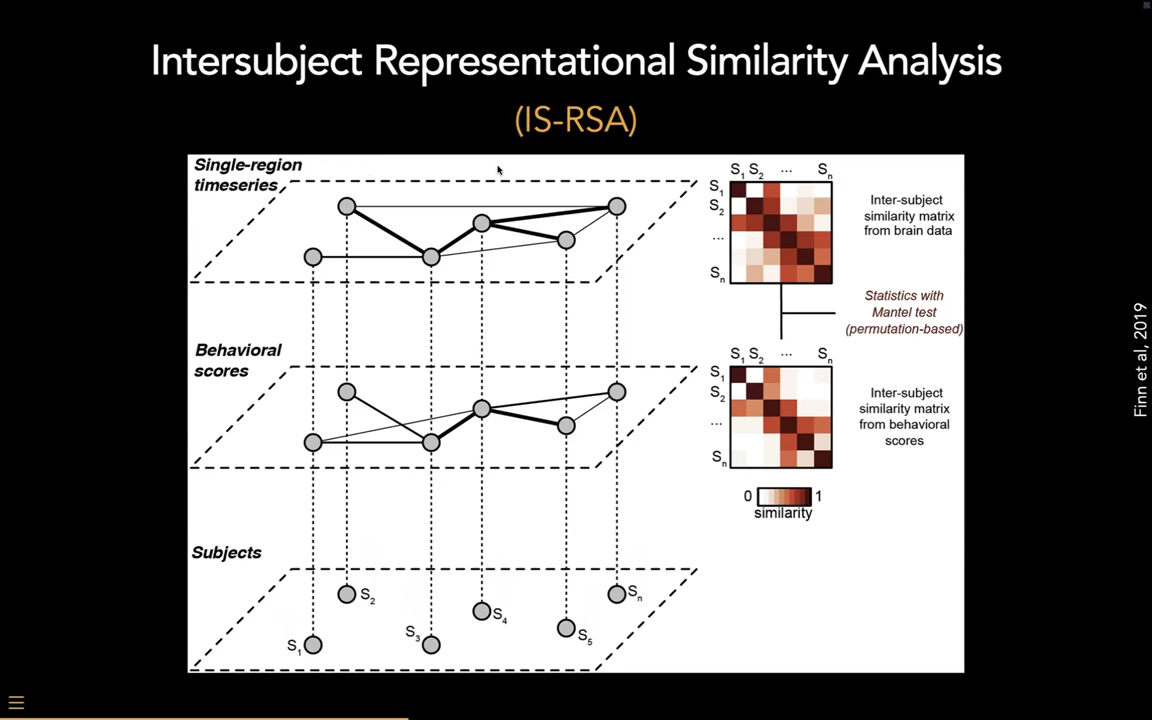 Intersubject Representational Similarity Analysis
(IS-RSA)
Single-region
timeseries
S1 S2 ... Sn
S1
S2
...
Sn
Inter-subject
similarity matrix
from brain data
Statistics with
Mantel test
(permutation-based)
Behavioral
scores
S1 S2 ... Sn
S1
S2
...
Sn
Inter-subject
similarity matrix
from behavioral
scores
0 1
similarity
Subjects
S2
Sn
S4
S3
S5
S1
Finn et al, 2019